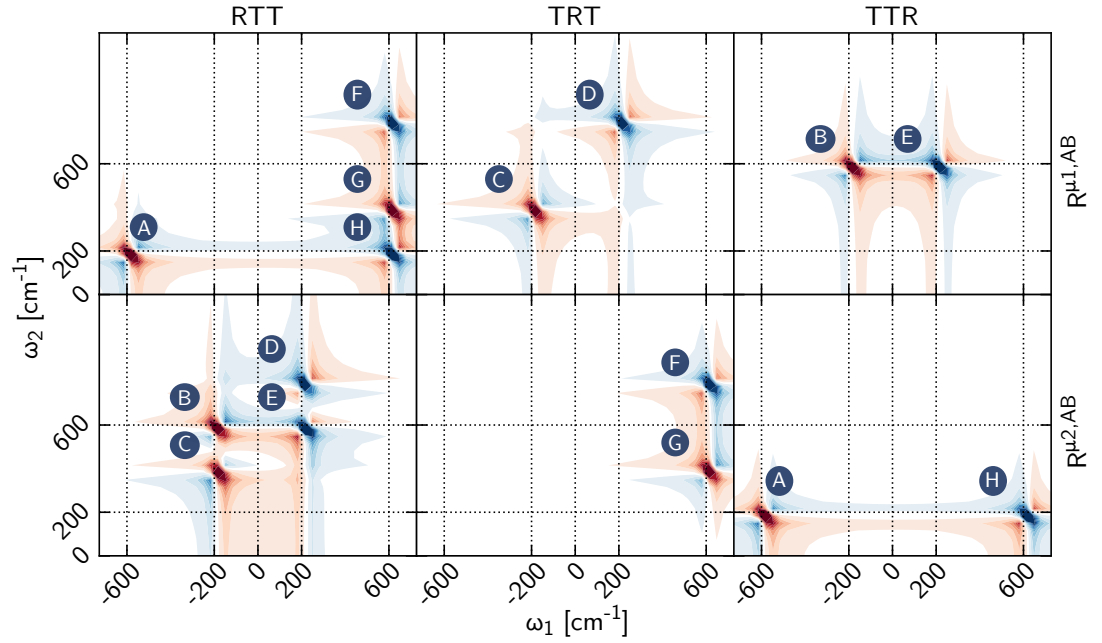 RTT TRT TTR
F D
B E
G C
A H
600
200
0
R^μ1,AB
ω₂ [cm⁻¹]
D
F
B E
C G
A H
600
200
0
R^μ2,AB
-600 -200 0 200 600 -600 -200 0 200 600 -600 -200 0 200 600
ω₁ [cm⁻¹]